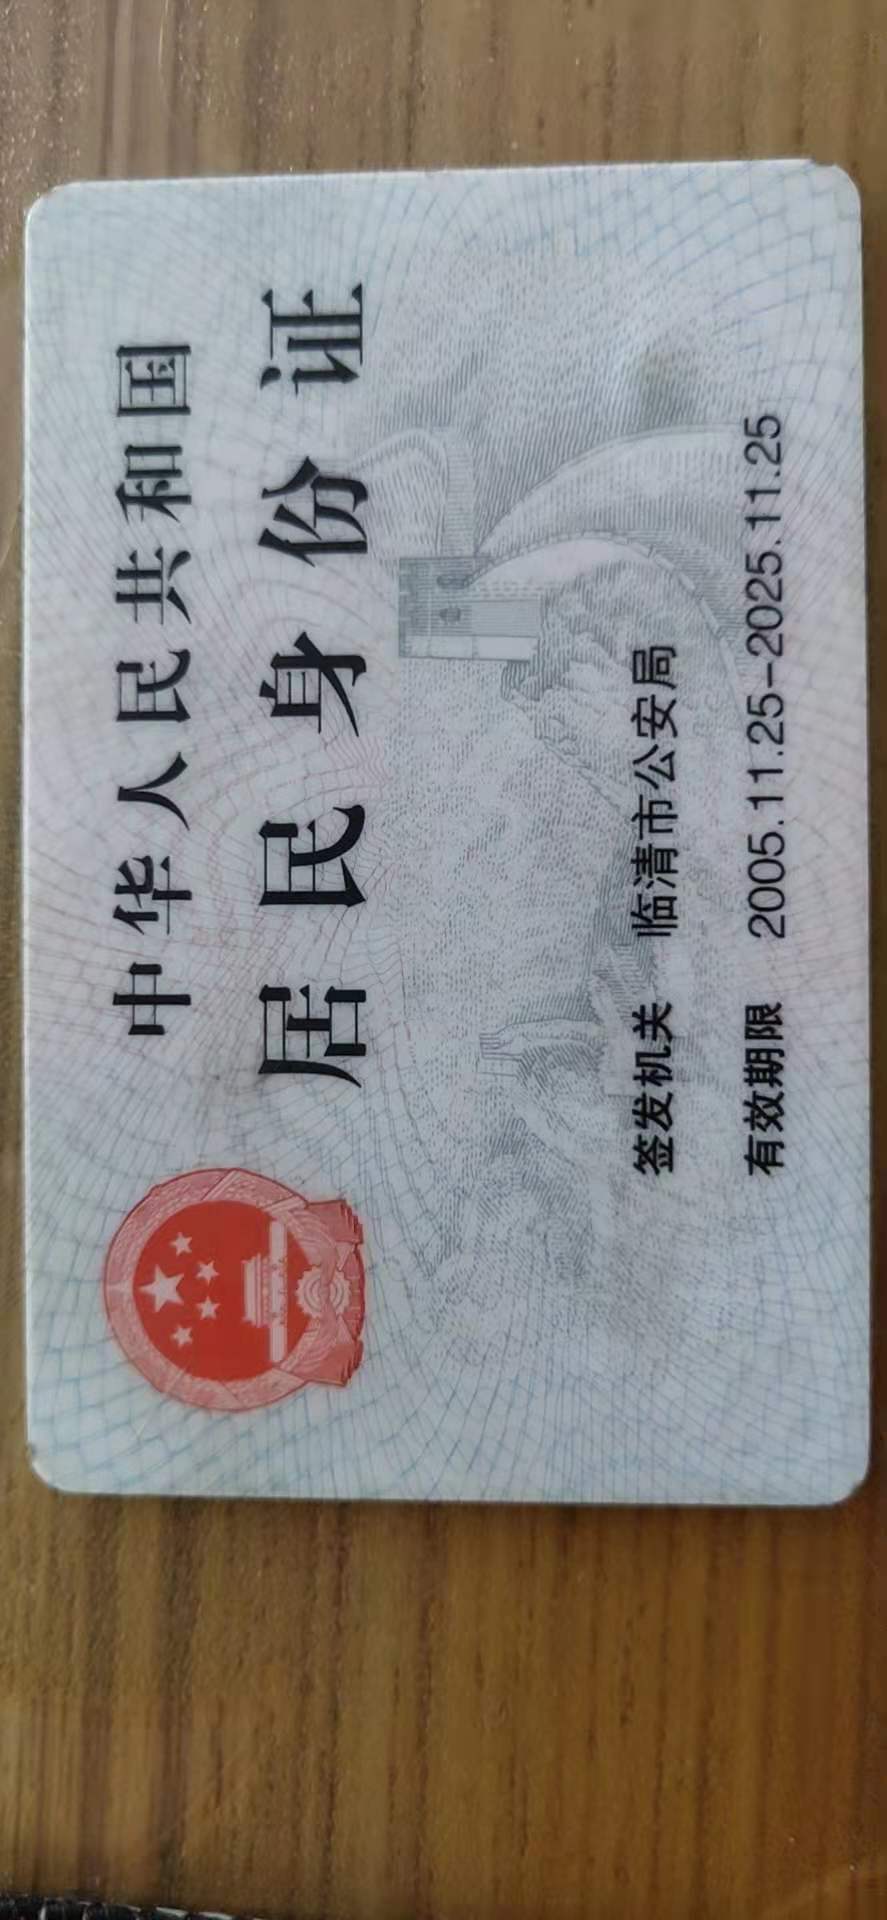 中华人民共和国
居民身份证
签发机关 临清市公安局
有效期限 2005.11.25-2025.11.25